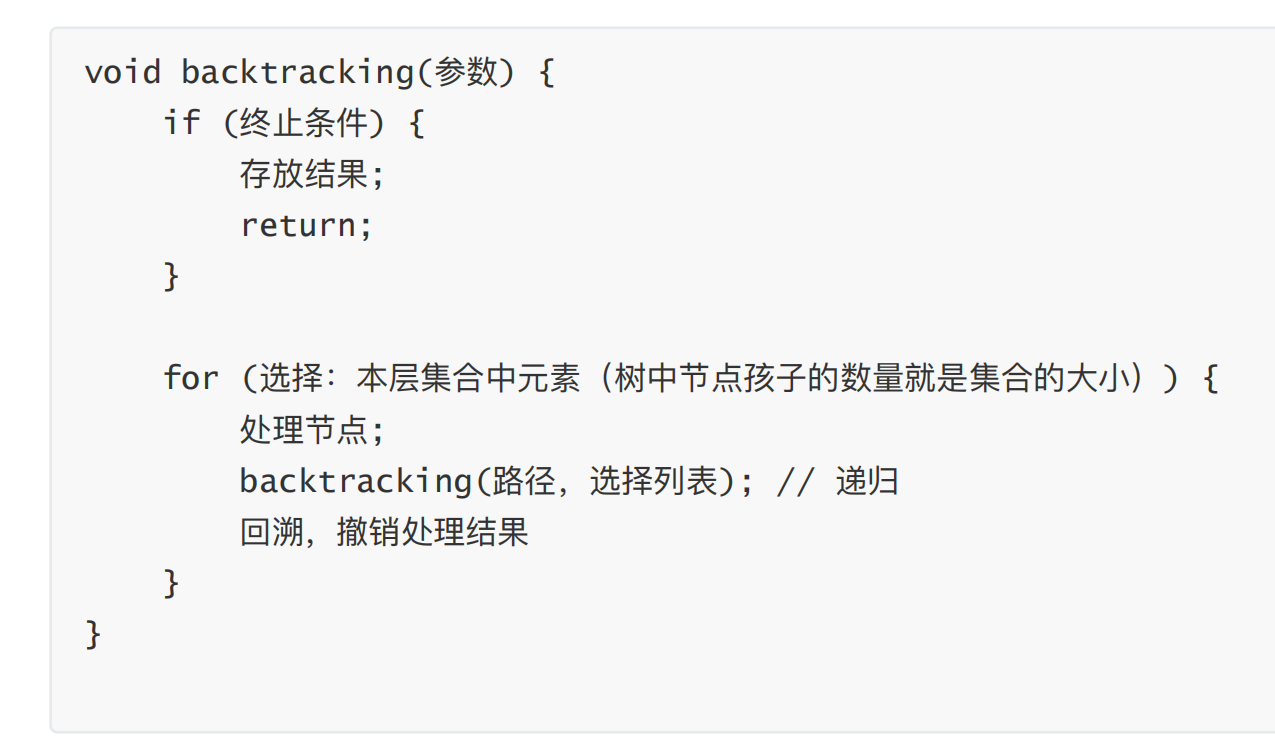 void backtracking(参数) {
    if (终止条件) {
        存放结果;
        return;
    }
    for (选择：本层集合中元素（树中节点孩子的数量就是集合的大小）) {
        处理节点;
        backtracking(路径，选择列表); // 递归
        回溯，撤销处理结果
    }
}